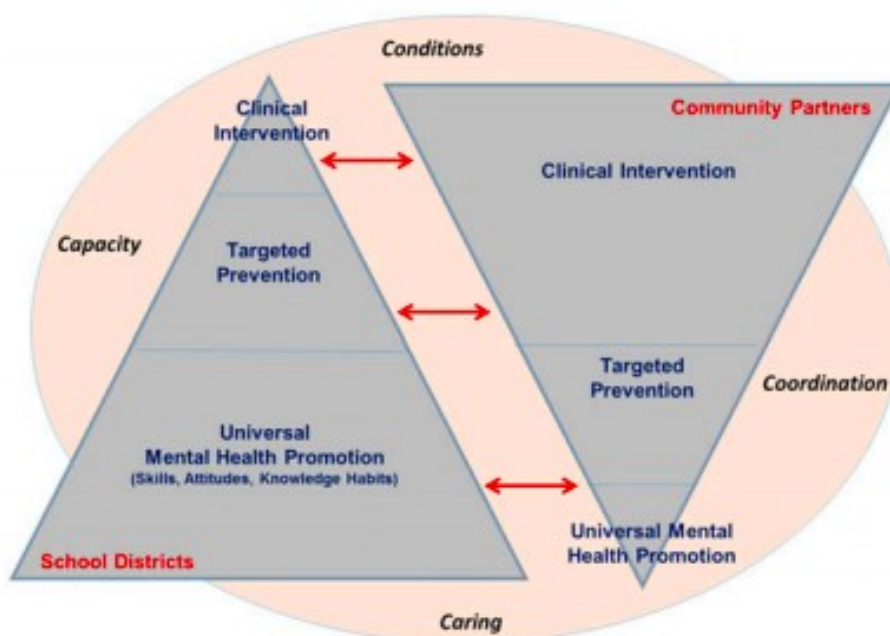 Conditions
Clinical
Intervention
Community Partners
Clinical Intervention
Capacity
Targeted
Prevention
Targeted
Prevention
Coordination
Universal
Mental Health Promotion
(Skills, Attitudes, Knowledge Habits)
Universal Mental
Health Promotion
School Districts
Caring